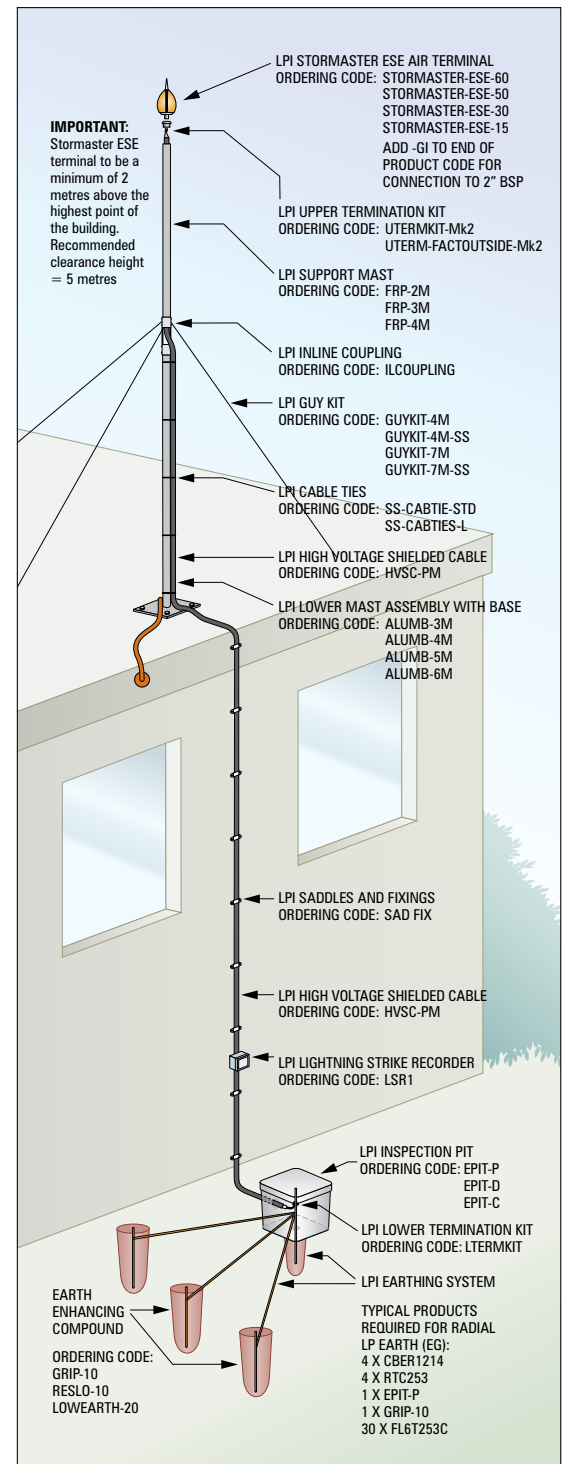 LPI STORMASTER ESE AIR TERMINAL
ORDERING CODE: STORMASTER-ESE-60
STORMASTER-ESE-50
STORMASTER-ESE-30
STORMASTER-ESE-15
ADD -GI TO END OF
PRODUCT CODE FOR
CONNECTION TO 2” BSP
IMPORTANT:
Stormaster ESE
terminal to be a
minimum of 2
metres above the
highest point of
the building.
Recommended
clearance height
= 5 metres
LPI UPPER TERMINATION KIT
ORDERING CODE: UTERMKIT-Mk2
UTERM-FACTOUTSIDE-Mk2
LPI SUPPORT MAST
ORDERING CODE: FRP-2M
FRP-3M
FRP-4M
LPI INLINE COUPLING
ORDERING CODE: ILCOUPLING
LPI GUY KIT
ORDERING CODE: GUYKIT-4M
GUYKIT-4M-SS
GUYKIT-7M
GUYKIT-7M-SS
LPI CABLE TIES
ORDERING CODE: SS-CABTIE-STD
SS-CABTIES-L
LPI HIGH VOLTAGE SHIELDED CABLE
ORDERING CODE: HVSC-PM
LPI LOWER MAST ASSEMBLY WITH BASE
ORDERING CODE: ALUMB-3M
ALUMB-4M
ALUMB-5M
ALUMB-6M
LPI SADDLES AND FIXINGS
ORDERING CODE: SAD FIX
LPI HIGH VOLTAGE SHIELDED CABLE
ORDERING CODE: HVSC-PM
LPI LIGHTNING STRIKE RECORDER
ORDERING CODE: LSR1
LPI INSPECTION PIT
ORDERING CODE: EPIT-P
EPIT-D
EPIT-C
LPI LOWER TERMINATION KIT
ORDERING CODE: LTERMKIT
LPI EARTHING SYSTEM
TYPICAL PRODUCTS
REQUIRED FOR RADIAL
LP EARTH (EG):
4 X CBER1214
4 X RTC253
1 X EPIT-P
1 X GRIP-10
30 X FL6T253C
EARTH
ENHANCING
COMPOUND
ORDERING CODE:
GRIP-10
RESLO-10
LOWEARTH-20